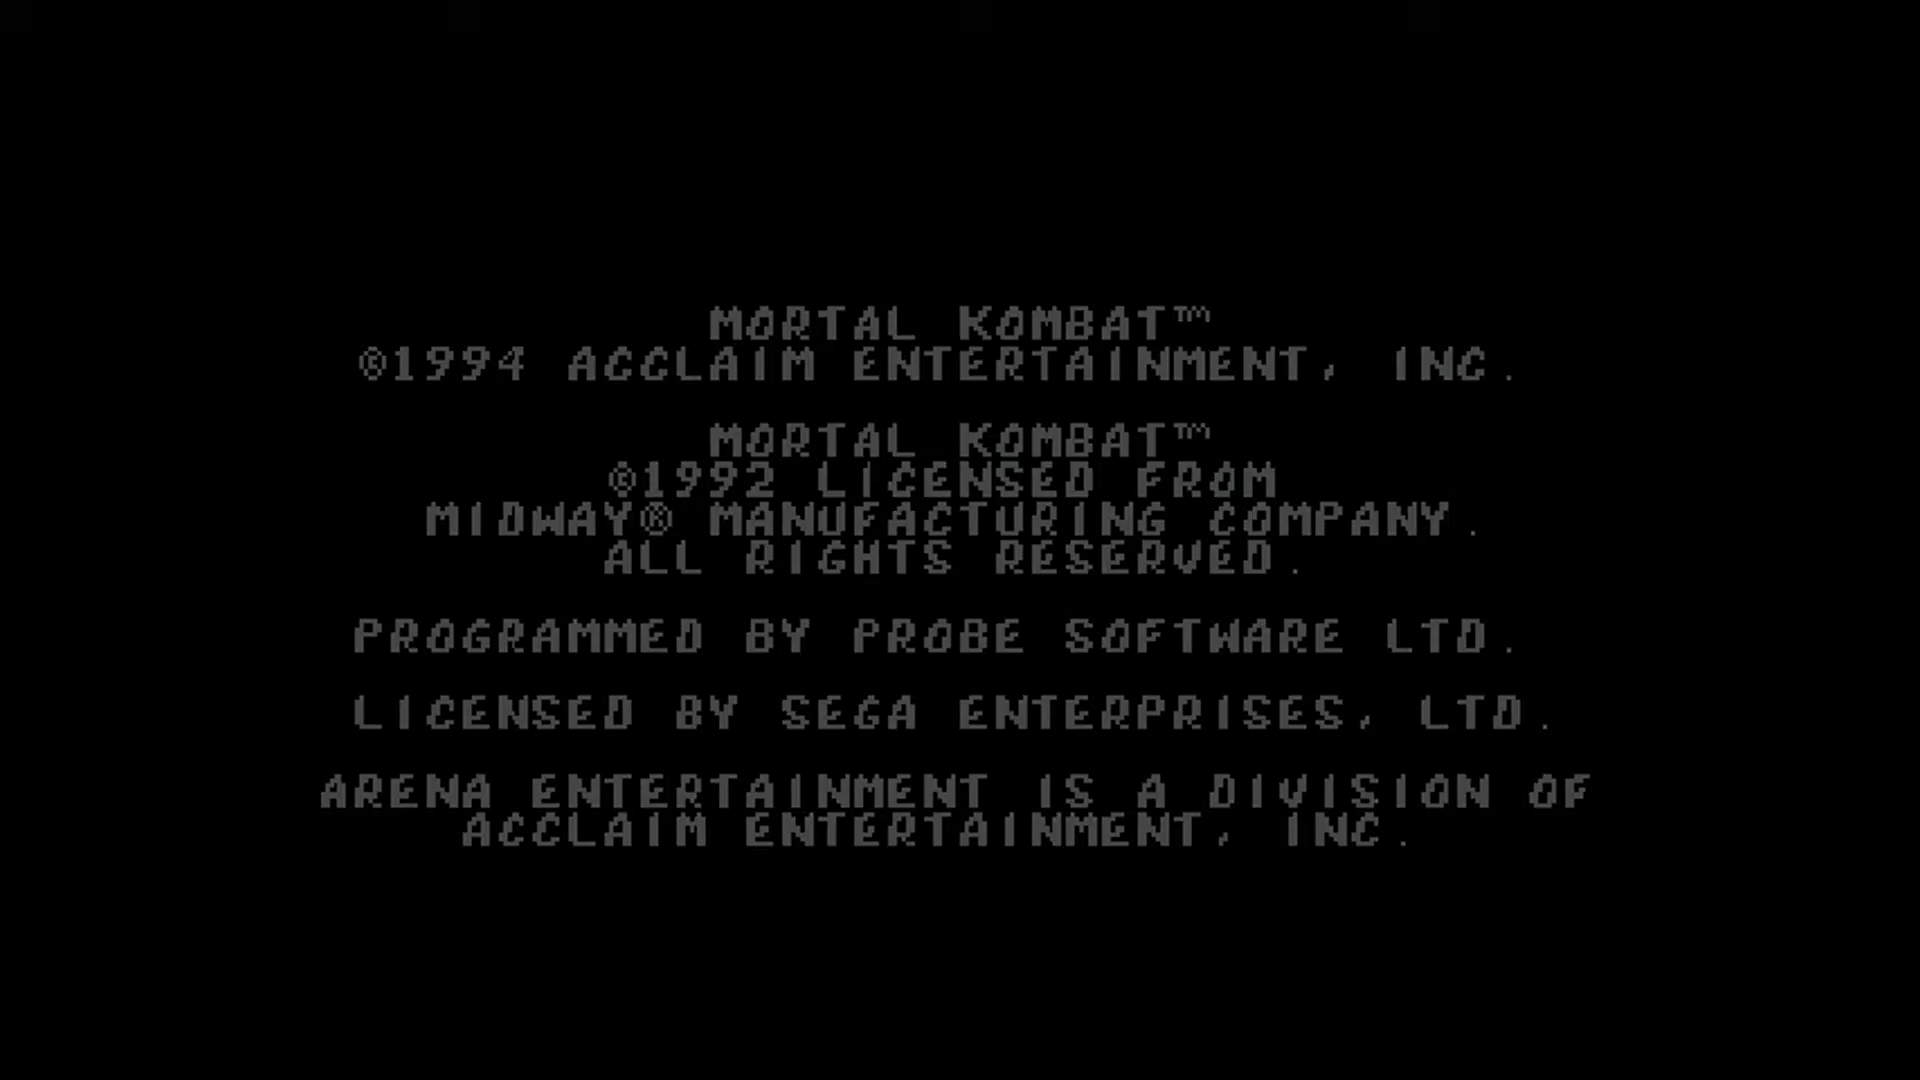 MORTAL KOMBAT™
©1994 ACCLAIM ENTERTAINMENT, INC.
MORTAL KOMBAT™
©1992 LICENSED FROM
MIDWAY® MANUFACTURING COMPANY.
ALL RIGHTS RESERVED.
PROGRAMMED BY PROBE SOFTWARE LTD.
LICENSED BY SEGA ENTERPRISES, LTD.
ARENA ENTERTAINMENT IS A DIVISION OF
ACCLAIM ENTERTAINMENT, INC.